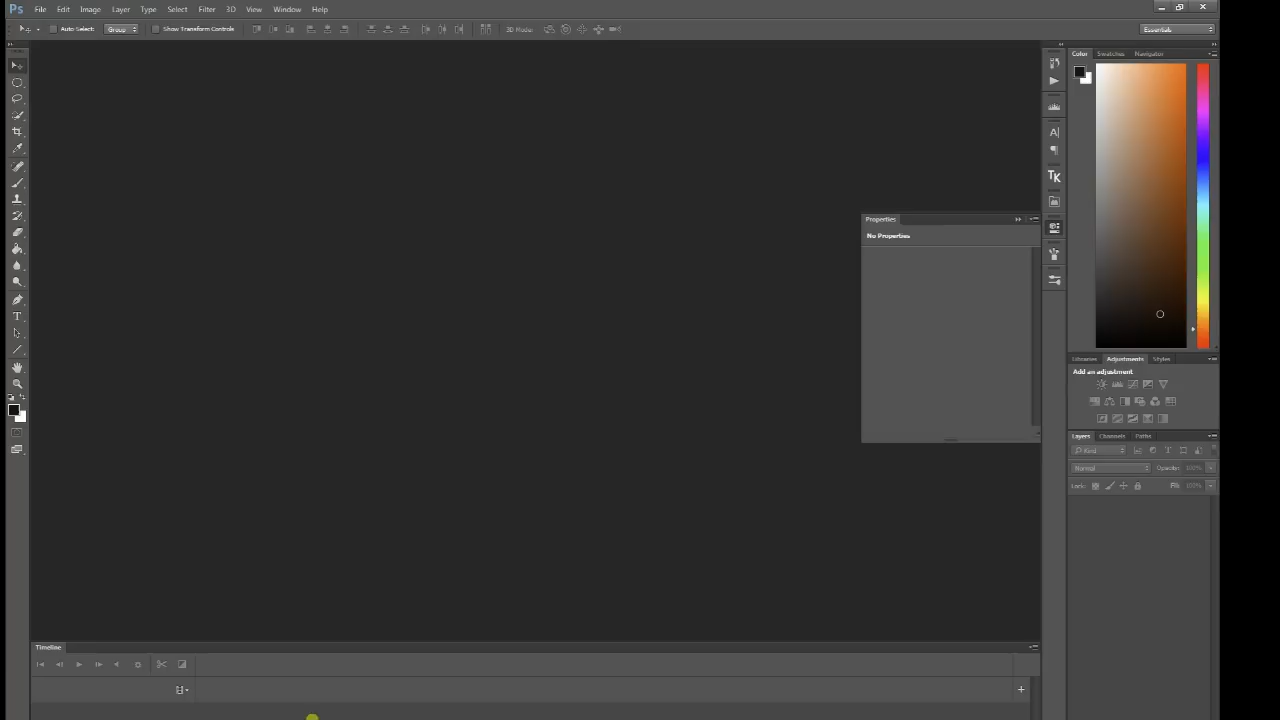 Ps File Edit Image Layer Type Select Filter 3D View Window Help
Auto Select: Group Show Transform Controls 3D Mode: Essentials
Color Swatches Navigator
A|
TK
Properties
No Properties
Libraries Adjustments Styles
Add an adjustment
Layers Channels Paths
Kind
Normal Opacity: 100%
Lock: Fill: 100%
T
Timeline